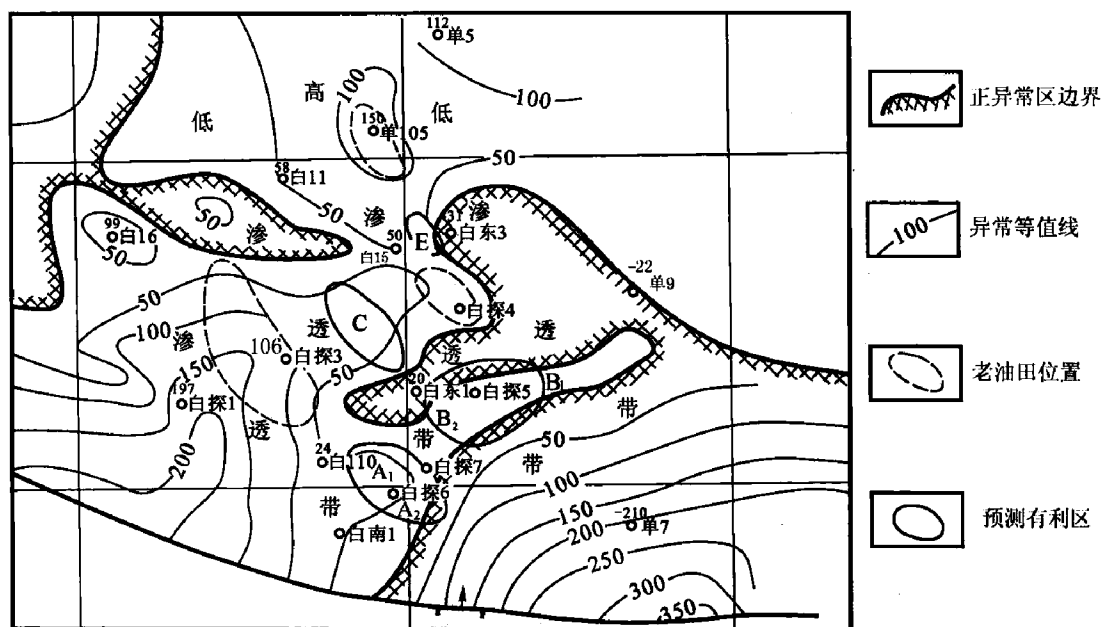 112
单5
100
高
低
100
150
单105
低
50
58
白11
渗
50
渗
31
白东3
99
白16
50
50
渗
50
白15
E
-22
单9
50
100
C
白探4
渗
透
透
透
106
白探3
150
197
白探1
50
20
白东1
白探5
B₁
B₂
带
带
50
透
200
24
白110
A₁
白探7
带
100
白探6
A₂
150
-210
单7
200
带
白南1
250
300
350
正异常区边界
100
异常等值线
老油田位置
预测有利区